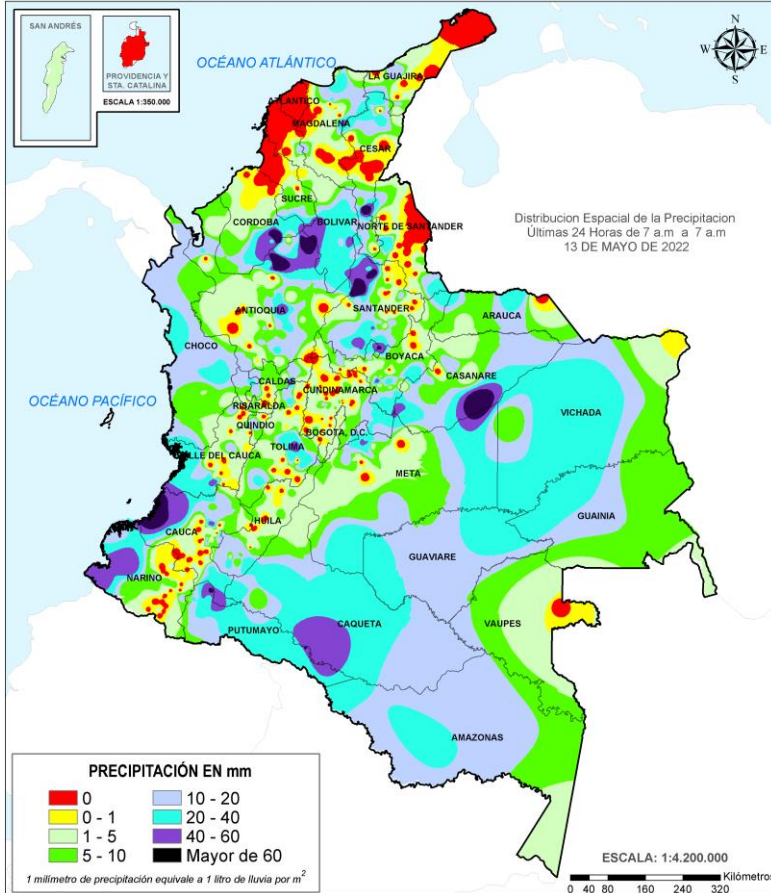 SAN ANDRÉS
PROVIDENCIA Y
STA. CATALINA
ESCALA 1:350.000
OCÉANO ATLÁNTICO
N
W E
S
LA GUAJIRA
ATLANTICO
MAGDALENA
CESAR
SUCRE
CORDOBA
BOLIVAR
NORTE DE SANTANDER
Distribucion Espacial de la Precipitacion
Últimas 24 Horas de 7 a.m a 7 a.m
13 DE MAYO DE 2022
ANTIOQUIA
SANTANDER
ARAUCA
CHOCO
BOYACA
CASANARE
CALDAS
CUNDINAMARCA
OCÉANO PACÍFICO
RISARALDA
VICHADA
QUINDIO
BOGOTA, D.C.
TOLIMA
VALLE DEL CAUCA
META
GUAINIA
HUILA
CAUCA
GUAVIARE
NARINO
VAUPES
CAQUETA
PUTUMAYO
AMAZONAS
PRECIPITACIÓN EN mm
0 10 - 20
0 - 1 20 - 40
1 - 5 40 - 60
5 - 10 Mayor de 60
1 milímetro de precipitación equivale a 1 litro de lluvia por m²
ESCALA: 1:4.200.000
Kilómetros
0 40 80 160 240 320